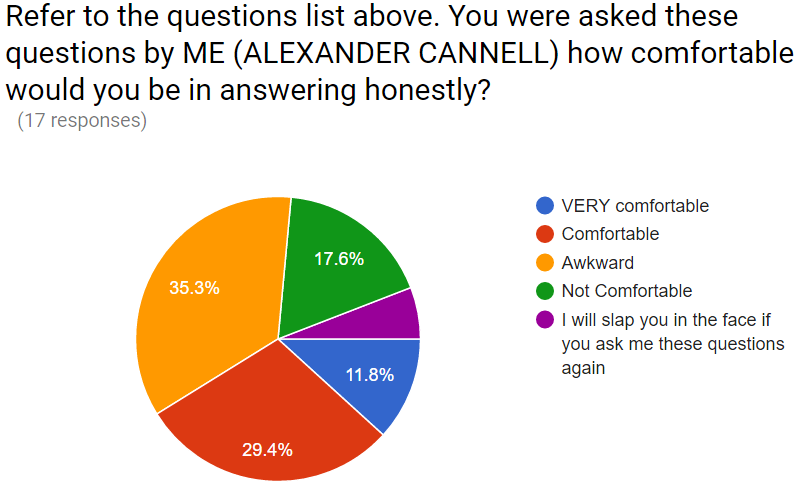 Refer to the questions list above. You were asked these
questions by ME (ALEXANDER CANNELL) how comfortable
would you be in answering honestly?
(17 responses)
17.6%
35.3%
11.8%
29.4%
VERY comfortable
Comfortable
Awkward
Not Comfortable
I will slap you in the face if
you ask me these questions
again